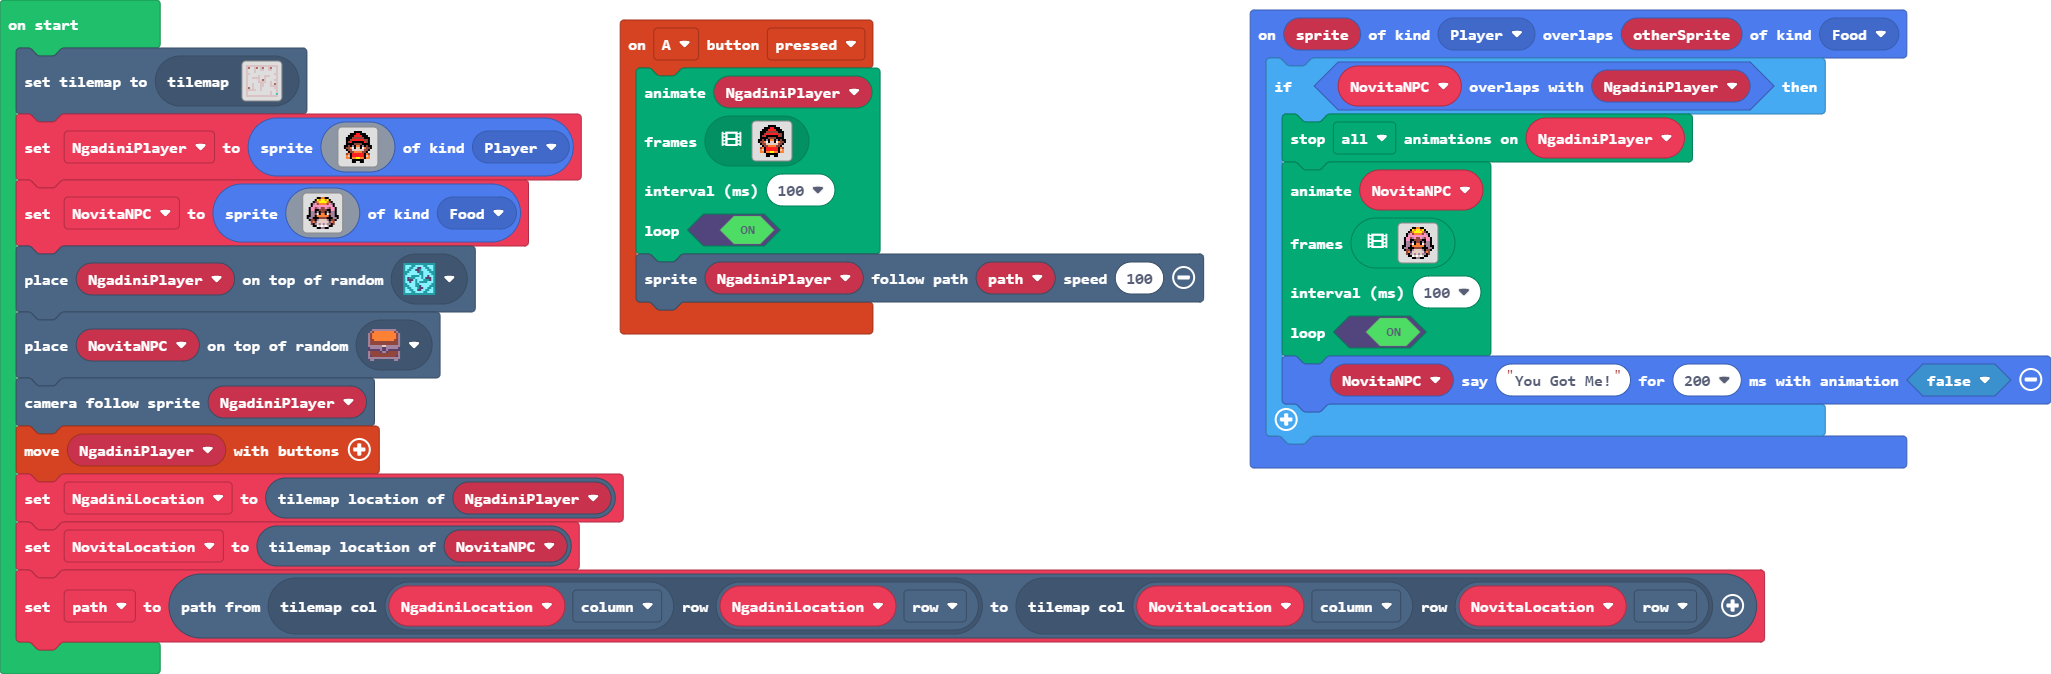 on start
set tilemap to tilemap
set NgadiniPlayer to sprite of kind Player
set NovitaNPC to sprite of kind Food
place NgadiniPlayer on top of random
place NovitaNPC on top of random
camera follow sprite NgadiniPlayer
move NgadiniPlayer with buttons
set NgadiniLocation to tilemap location of NgadiniPlayer
set NovitaLocation to tilemap location of NovitaNPC
set path to path from tilemap col NgadiniLocation column row NgadiniLocation row to tilemap col NovitaLocation column row NovitaLocation row
on A button pressed
animate NgadiniPlayer
frames
interval (ms) 100
loop ON
sprite NgadiniPlayer follow path path speed 100
on sprite of kind Player overlaps otherSprite of kind Food
if NovitaNPC overlaps with NgadiniPlayer then
stop all animations on NgadiniPlayer
animate NovitaNPC
frames
interval (ms) 100
loop ON
NovitaNPC say "You Got Me!" for 200 ms with animation false